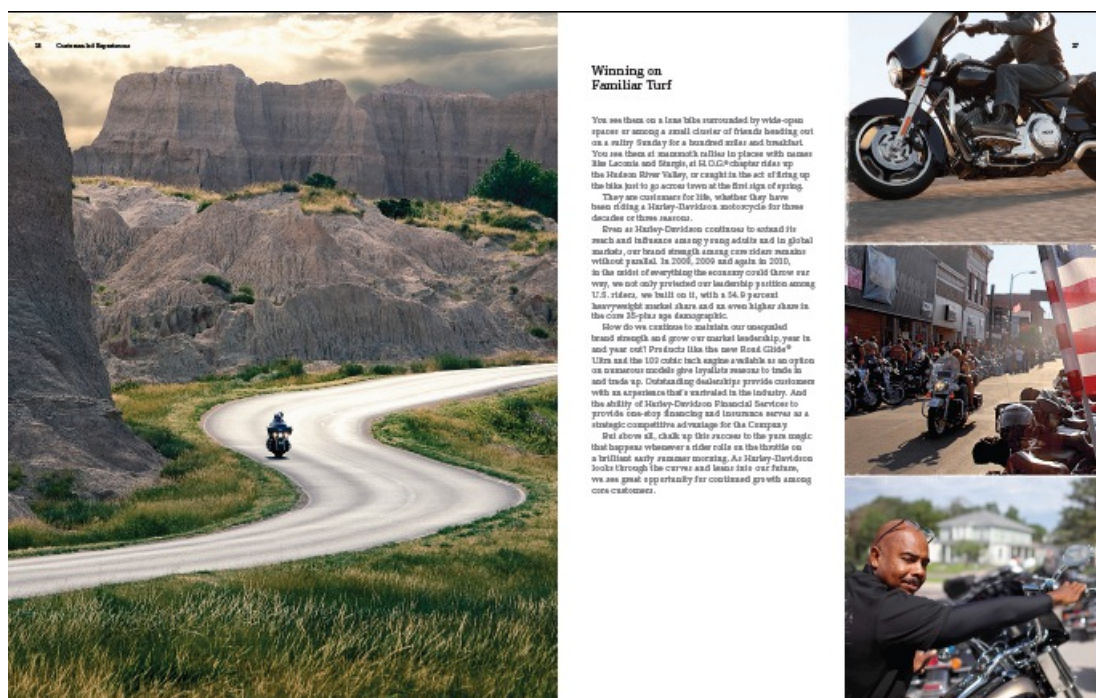 Customer-led Experiences
27
Winning on
Familiar Turf
You see them on a lone bike surrounded by wide-open
spaces or among a small cluster of friends heading out
on a sultry Sunday for a hundred miles and breakfast.
You see them at mammoth rallies in places with names
like Laconia and Sturgis, at H.O.G.® chapter rides up
the Hudson River Valley, or caught in the act of firing up
the bike just to go across town at the first sign of spring.
They are customers for life, whether they have
been riding a Harley-Davidson motorcycle for three
decades or three seasons.
Even as Harley-Davidson continues to extend its
reach and influence among young adults and in global
markets, our brand strength among core riders remains
without parallel. In 2008, 2009 and again in 2010,
in the midst of everything the economy could throw our
way, we not only protected our leadership position among
U.S. riders, we built on it, with a 54.9 percent
heavyweight market share and an even higher share in
the core 35-plus age demographic.
How do we continue to maintain our unequaled
brand strength and grow our market leadership, year in
and year out? Products like the new Road Glide®
Ultra and the 103 cubic inch engine available as an option
on numerous models give loyalists reasons to trade in
and trade up. Outstanding dealerships provide customers
with an experience that's unrivaled in the industry. And
the ability of Harley-Davidson Financial Services to
provide one-stop financing and insurance serves as a
strategic competitive advantage for the Company.
But above all, chalk up this success to the pure magic
that happens whenever a rider rolls on the throttle on
a brilliant early summer morning. As Harley-Davidson
looks through the curves and leans into our future,
we see great opportunity for continued growth among
core customers.